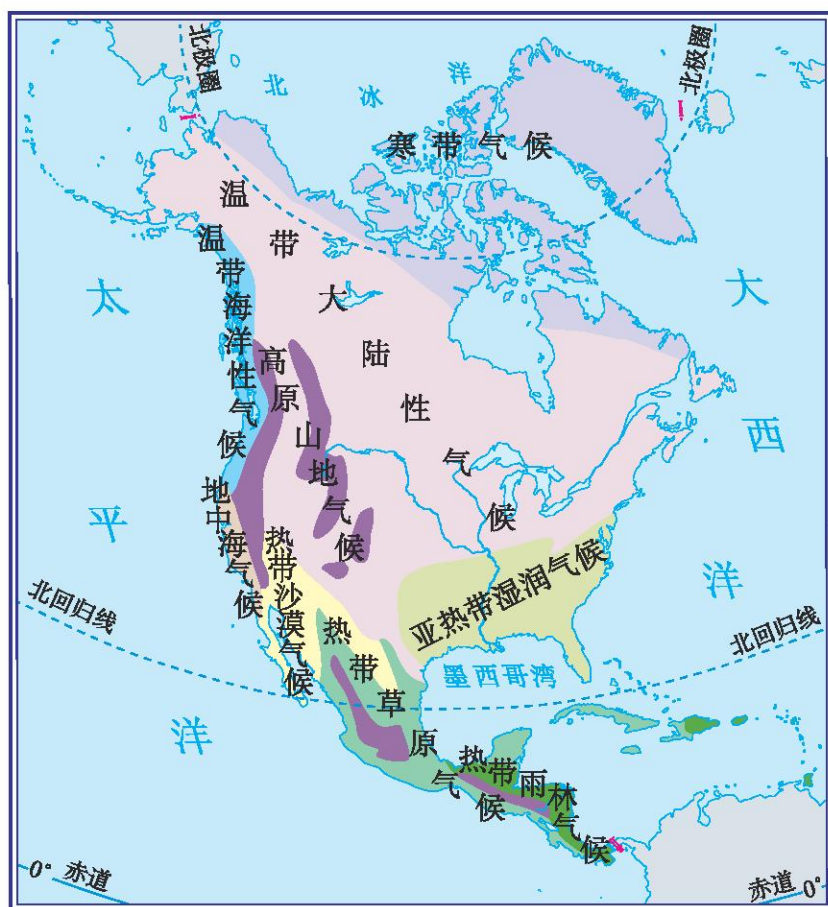 北极圈
北极圈
北冰洋
寒带气候
温带大陆性气候
温带海洋性气候
太平洋
大西洋
高原山地气候
地中海气候
热带沙漠气候
亚热带湿润气候
北回归线
北回归线
墨西哥湾
热带草原气候
热带雨林气候
0° 赤道
赤道 0°